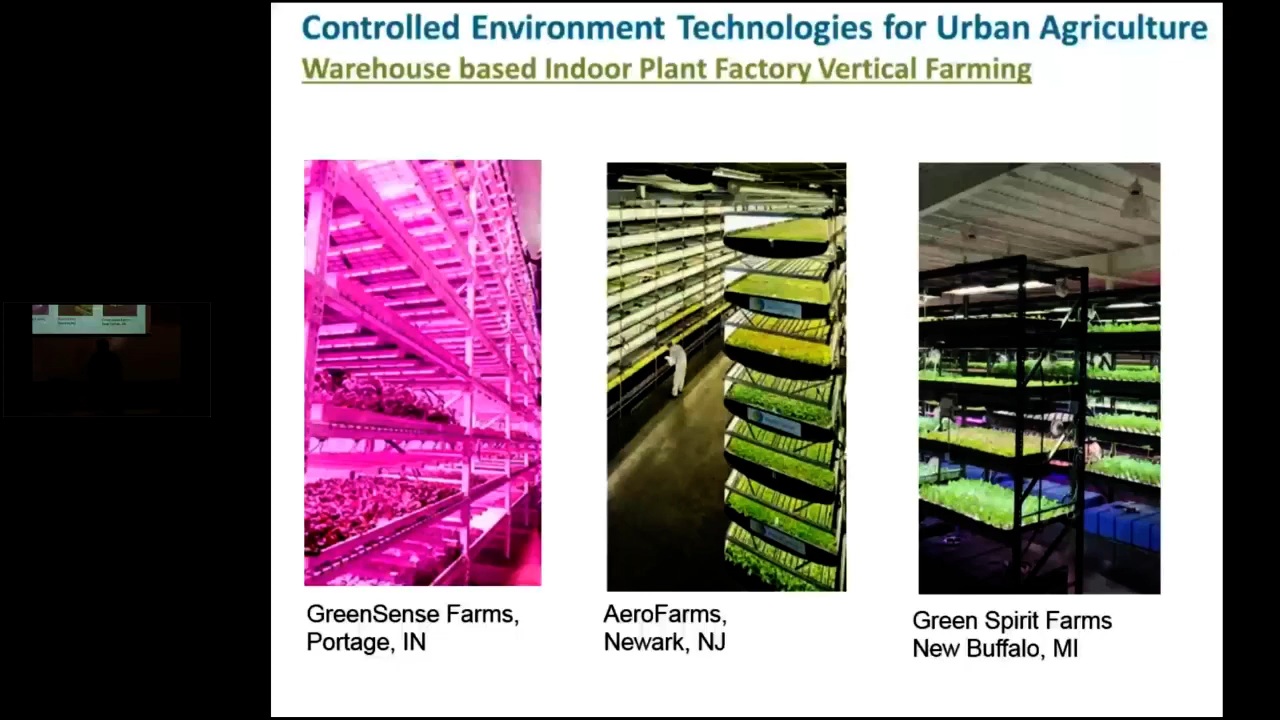 Controlled Environment Technologies for Urban Agriculture
Warehouse based Indoor Plant Factory Vertical Farming
GreenSense Farms,
Portage, IN
AeroFarms,
Newark, NJ
Green Spirit Farms
New Buffalo, MI